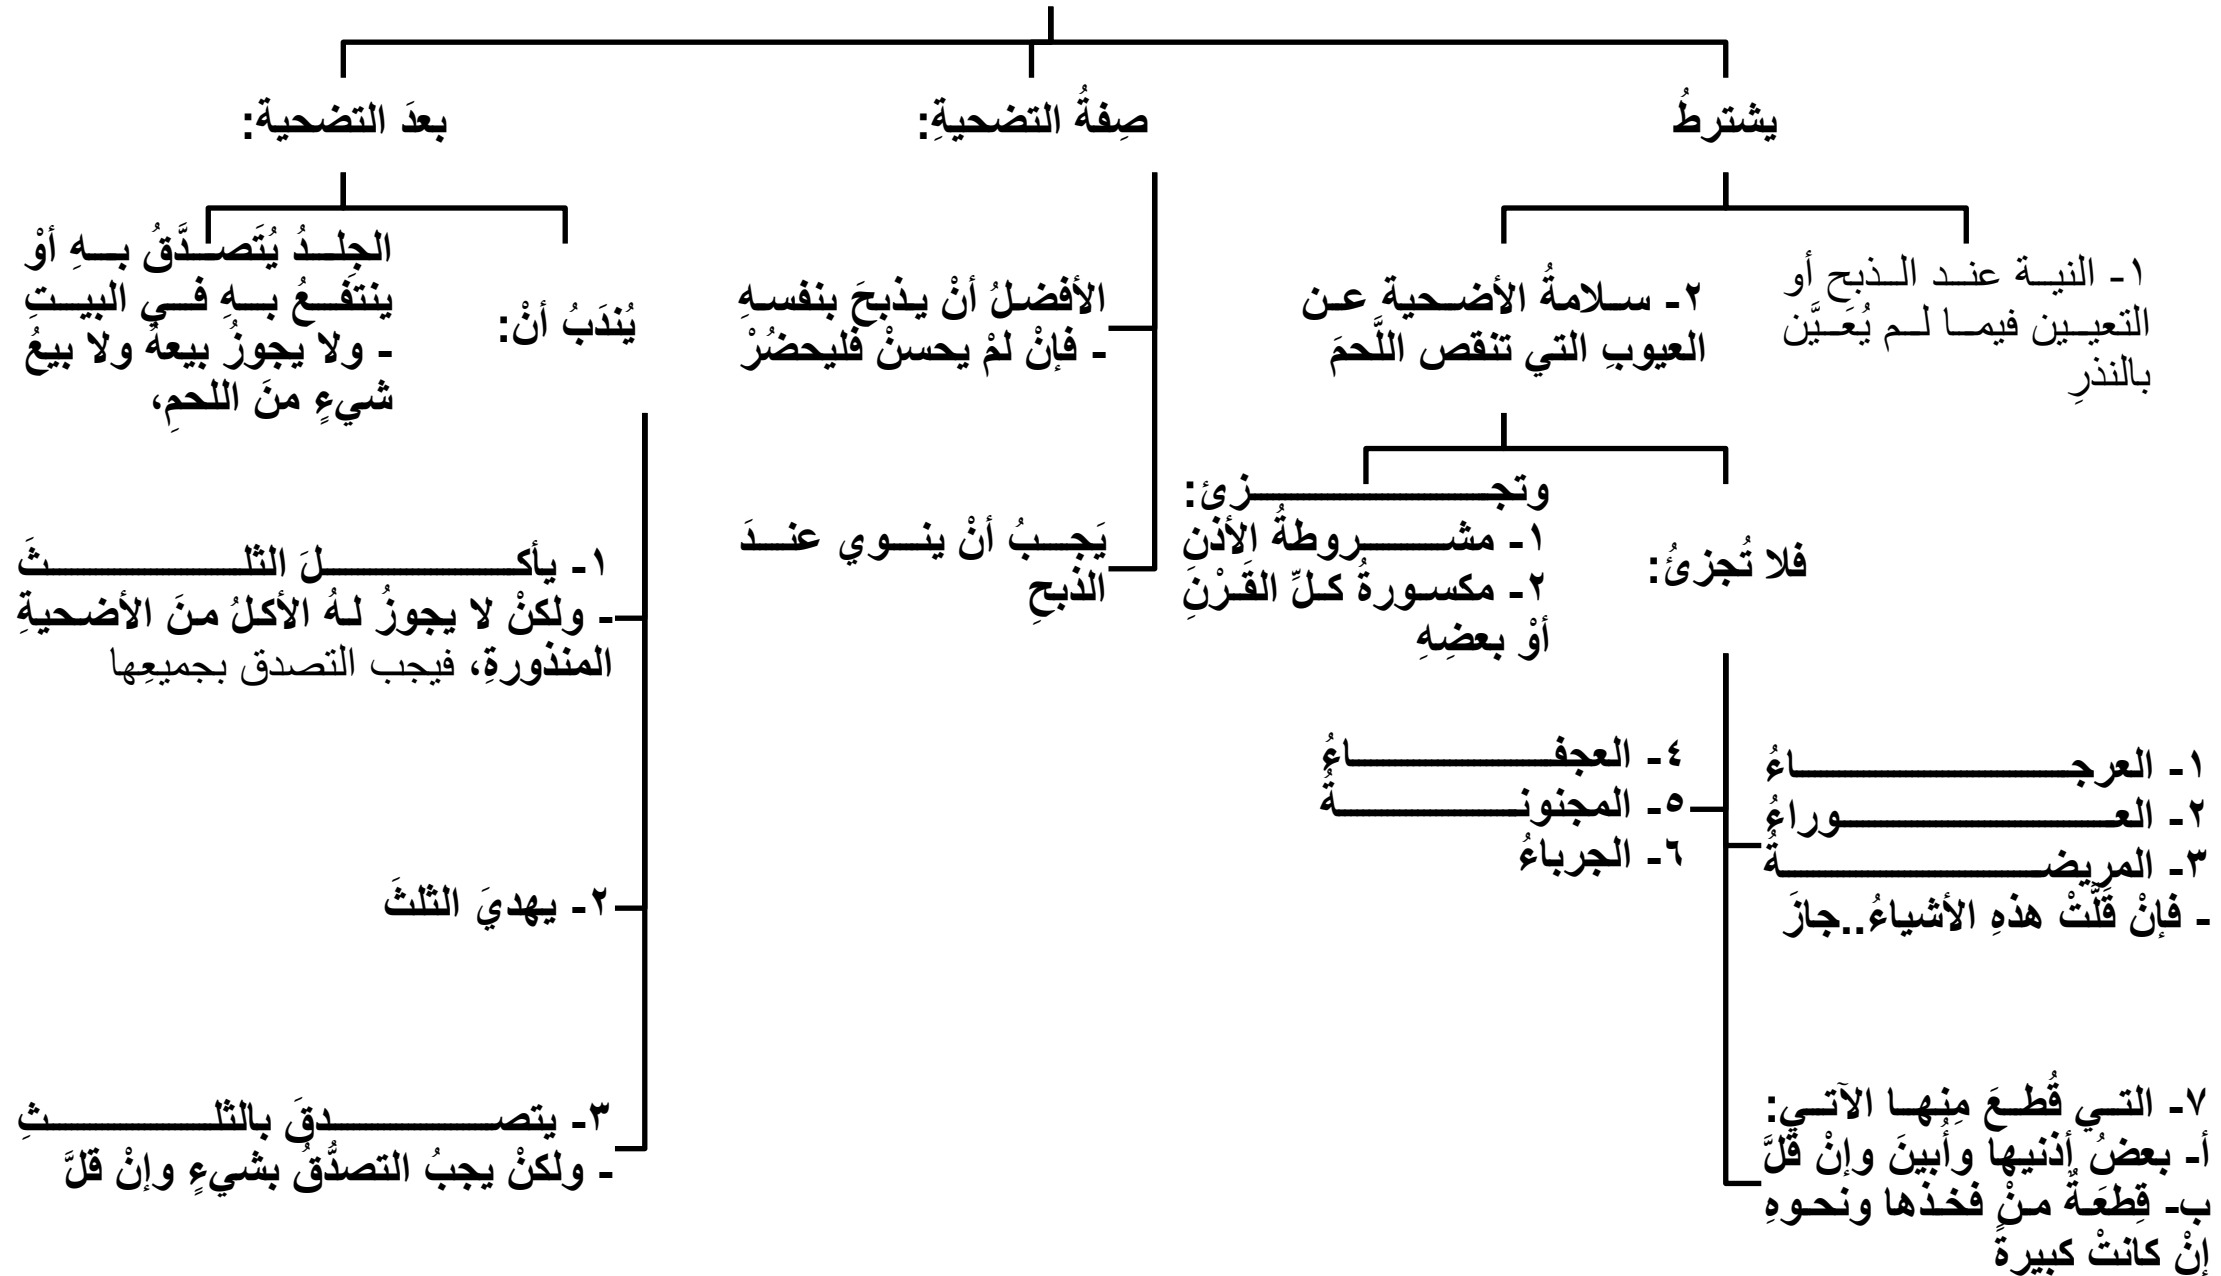 يشترطُ
صِفةُ التضحيةِ:
بعدَ التضحية:
١- النية عند الذبح أو
التعيين فيما لم يُعَيَّن
بالنذرِ
٢- سلامةُ الأضحية عن
العيوبِ التي تنقص اللَّحمَ
فلا تُجزئُ:
١- العرجاءُ
٢- العوراءُ
٣- المريضةُ
- فإنْ قَلَّتْ هذهِ الأشياءُ..جازَ
٤- العجفاءُ
٥- المجنونةُ
٦- الجرباءُ
٧- التي قُطعَ مِنها الآتي:
أ- بعضُ أذنيها وأُبينَ وإنْ قلَّ
ب- قِطعَةٌ منْ فخذها ونحوهِ
إنْ كانتْ كبيرةً
وتجزئ:
١- مشروطةُ الأذنِ
٢- مكسورةُ كلِّ القَرْنِ
أوْ بعضِهِ
الأفضلُ أنْ يذبحَ بنفسهِ
- فإنْ لمْ يحسنْ فليحضُرْ
يَجبُ أنْ ينوي عندَ
الذبحِ
يُندَبُ أنْ:
١- يأكلَ الثلثَ
- ولكنْ لا يجوزُ لهُ الأكلُ منَ الأضحيةِ
المنذورةِ، فيجب التصدق بجميعِها
٢- يهديَ الثلثَ
٣- يتصدقَ بالثلثِ
- ولكنْ يجبُ التصدُّقُ بشيءٍ وإنْ قلَّ
الجِلدُ يُتَصدَّقُ بهِ أوْ
ينتَفعُ بهِ في البيتِ
- ولا يجوزُ بيعهُ ولا بيعُ
شيءٍ منَ اللحمِ،